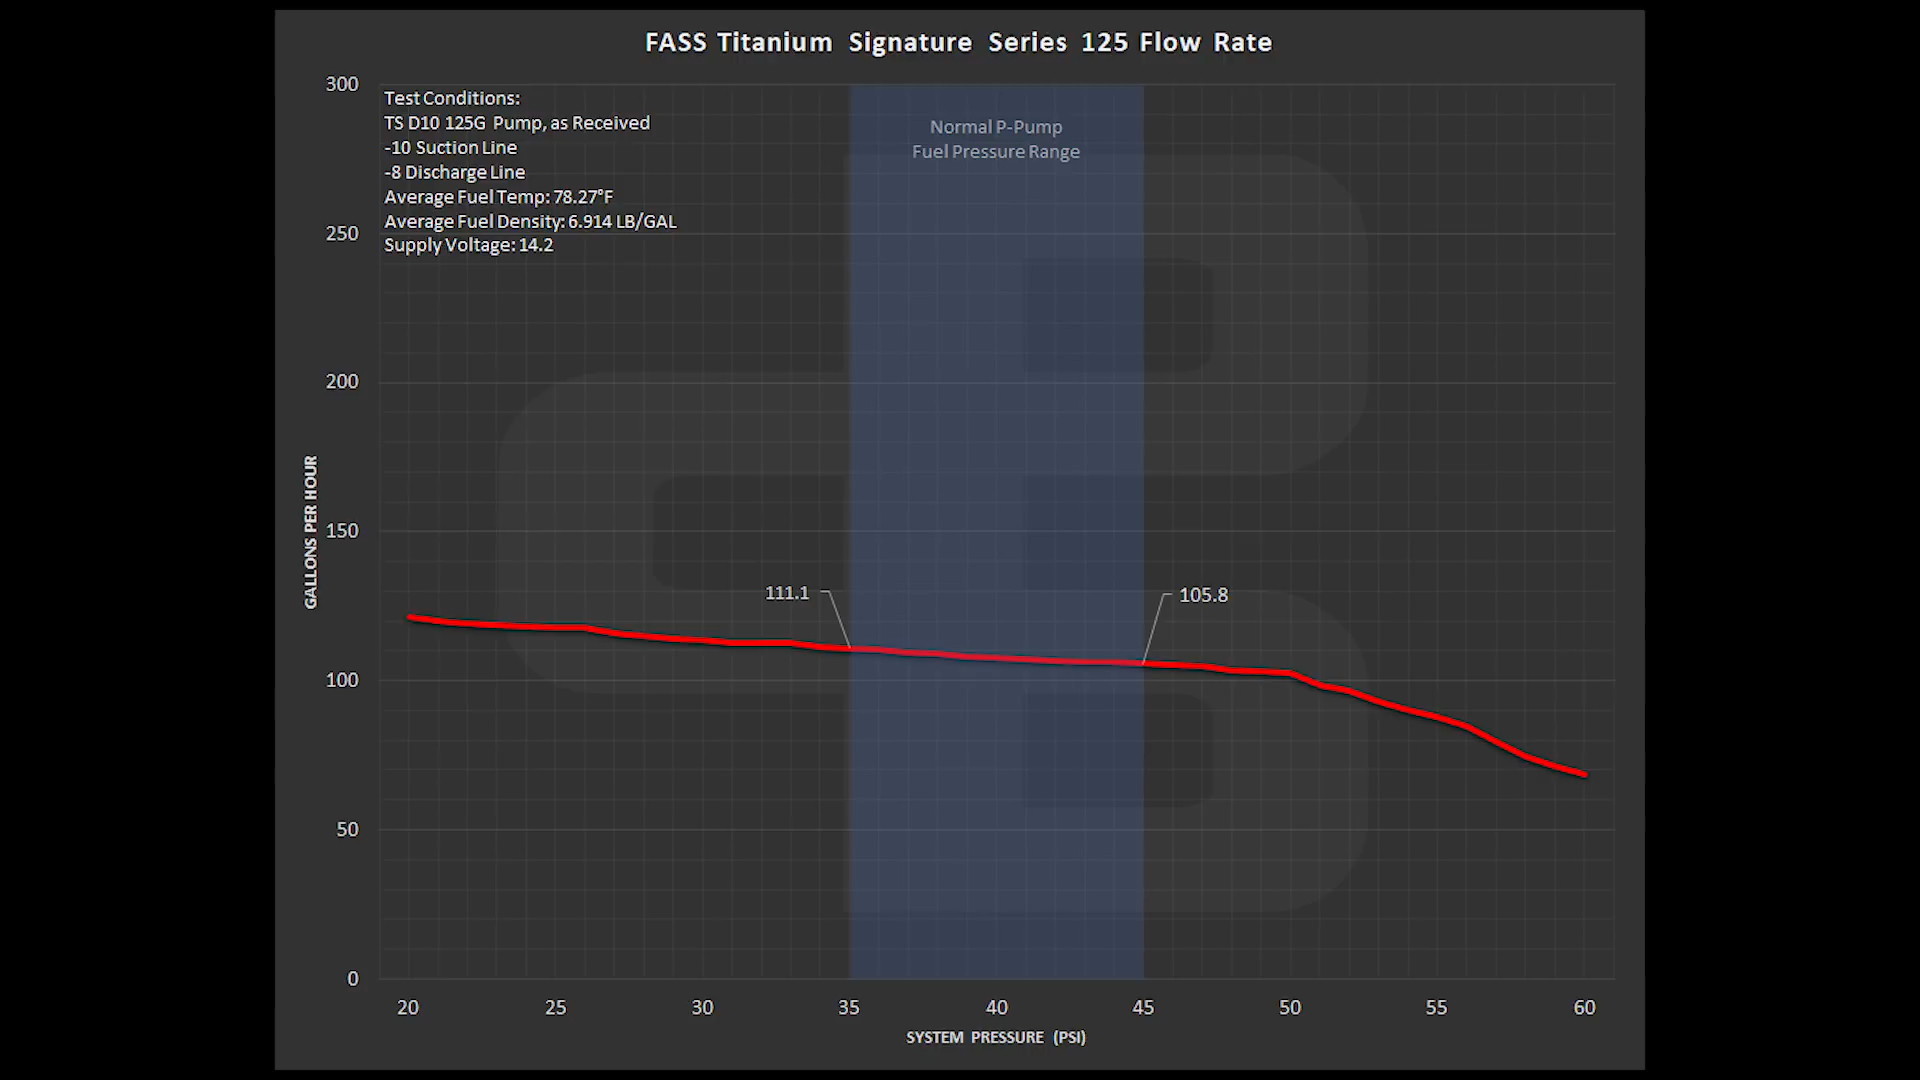 FASS Titanium Signature Series 125 Flow Rate
300
Test Conditions:
TS D10 125G Pump, as Received
-10 Suction Line
-8 Discharge Line
Average Fuel Temp: 78.27°F
Average Fuel Density: 6.914 LB/GAL
Supply Voltage: 14.2
Normal P-Pump
Fuel Pressure Range
250
200
150
100
50
0
GALLONS PER HOUR
111.1
105.8
20 25 30 35 40 45 50 55 60
SYSTEM PRESSURE (PSI)